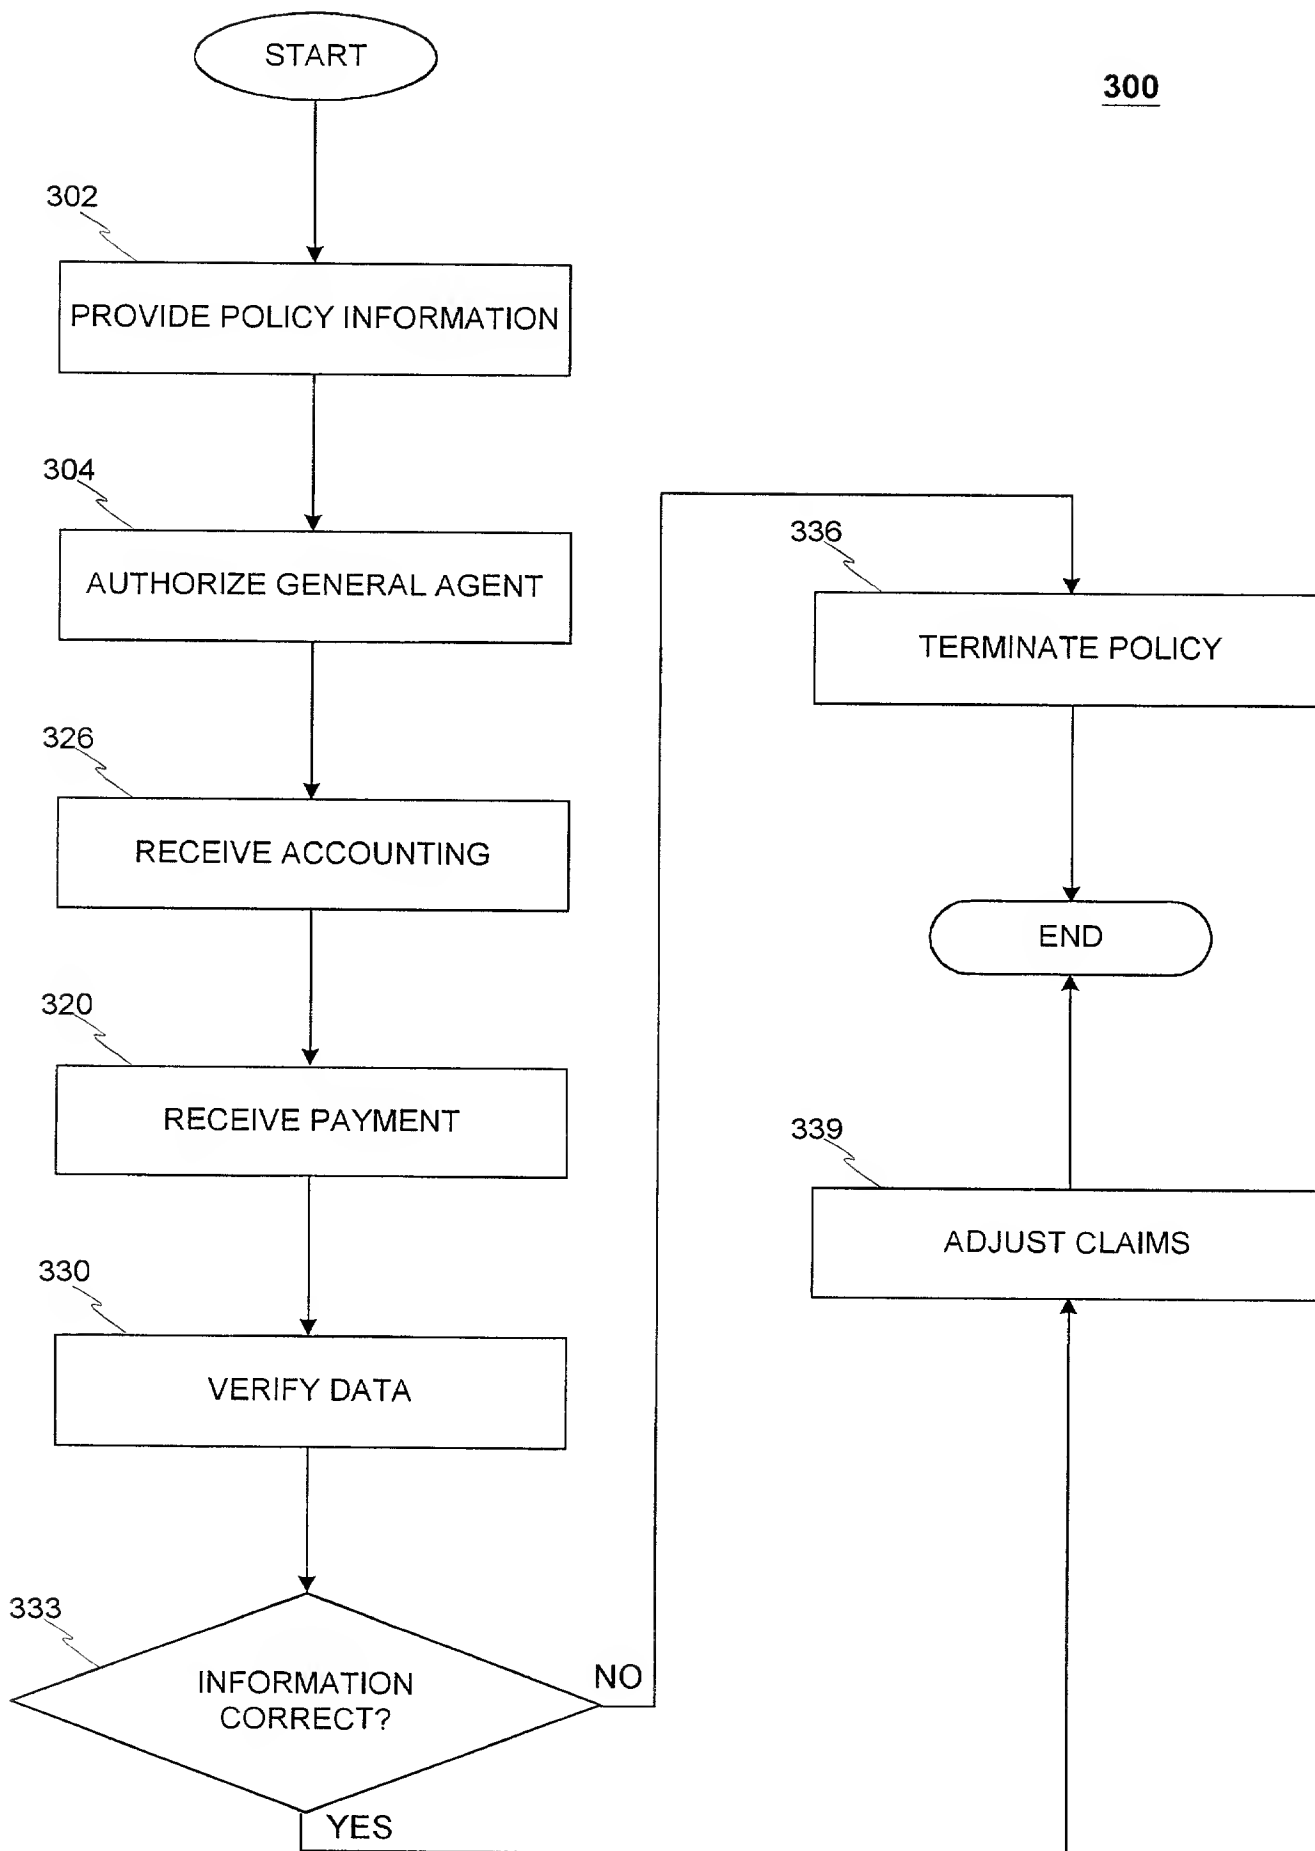 START
300
302
PROVIDE POLICY INFORMATION
304
AUTHORIZE GENERAL AGENT
326
RECEIVE ACCOUNTING
320
RECEIVE PAYMENT
330
VERIFY DATA
333
INFORMATION
CORRECT?
NO
YES
336
TERMINATE POLICY
END
339
ADJUST CLAIMS